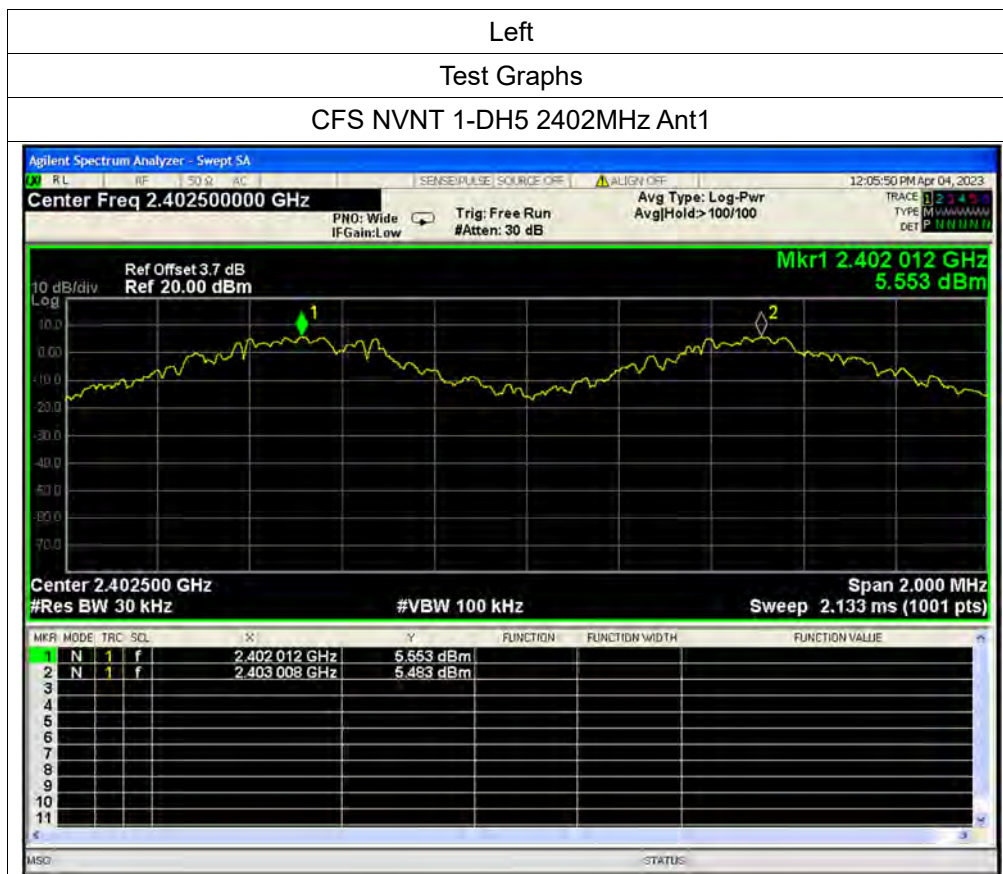 Left
Test Graphs
CFS NVNT 1-DH5 2402MHz Ant1
Agilent Spectrum Analyzer - Swept SA
RL RF 50 Ω AC SENSE:PULSE SOURCE OFF ALIGN OFF 12:05:50 PM Apr 04, 2023
Center Freq 2.402500000 GHz
PNO: Wide Trig: Free Run Avg Type: Log-Pwr TRACE 1 2 3 4 5 6
IFGain:Low #Atten: 30 dB Avg|Hold:> 100/100 TYPE M
DET P N N N N N
Mkr1 2.402 012 GHz
5.553 dBm
Ref Offset 3.7 dB
10 dB/div Ref 20.00 dBm
Log
10.0
0.00
-10.0
-20.0
-30.0
-40.0
-50.0
-60.0
-70.0
1
2
Center 2.402500 GHz Span 2.000 MHz
#Res BW 30 kHz #VBW 100 kHz Sweep 2.133 ms (1001 pts)
MKR MODE TRC SCL X Y FUNCTION FUNCTION WIDTH FUNCTION VALUE
1 N 1 f 2.402 012 GHz 5.553 dBm
2 N 1 f 2.403 008 GHz 5.483 dBm
3
4
5
6
7
8
9
10
11
MSG STATUS